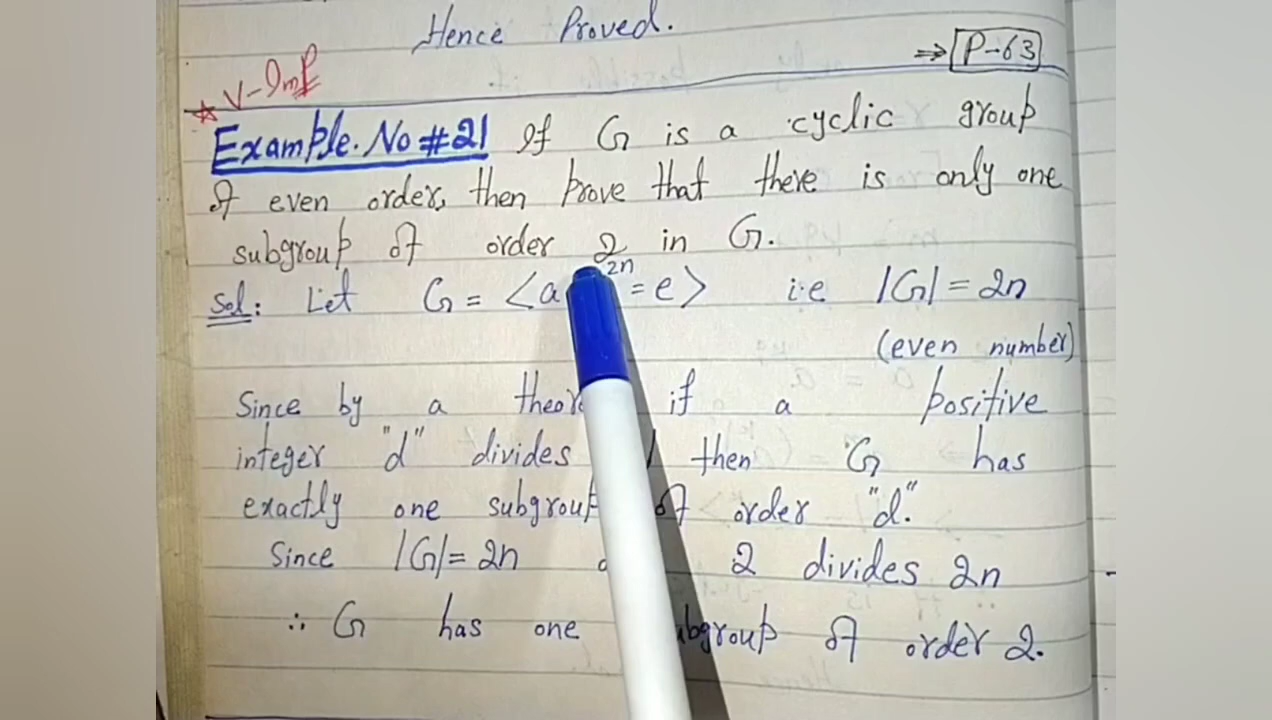 Hence Proved.
⇒ P-63
V-Imp
Example.No #21 If G is a cyclic group
of even order, then prove that there is only one
subgroup of order 2 in G.
Sol: Let G = <a 2n = e> i.e |G| = 2n
(even number)
Since by a if a positive
integer "d" divides then G has
exactly one subgroup of order "d".
Since |G| = 2n 2 divides 2n
∴ G has one of order 2.